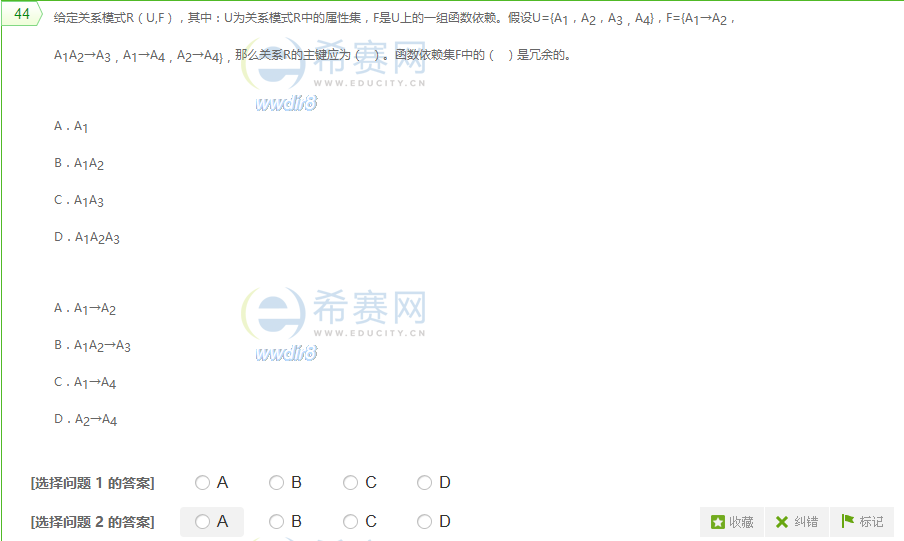 44
给定关系模式R（U,F），其中：U为关系模式R中的属性集，F是U上的一组函数依赖。假设U={A1，A2，A3，A4}，F={A1→A2，
A1A2→A3，A1→A4，A2→A4}，那么关系R的主键应为（ ）。函数依赖集F中的（ ）是冗余的。
希赛网
WWW.EDUCITY.CN
wwdir8
A．A1
B．A1A2
C．A1A3
D．A1A2A3
A．A1→A2
希赛网
WWW.EDUCITY.CN
B．A1A2→A3
wwdir8
C．A1→A4
D．A2→A4
[选择问题 1 的答案] A B C D
[选择问题 2 的答案] A B C D
收藏 纠错 标记